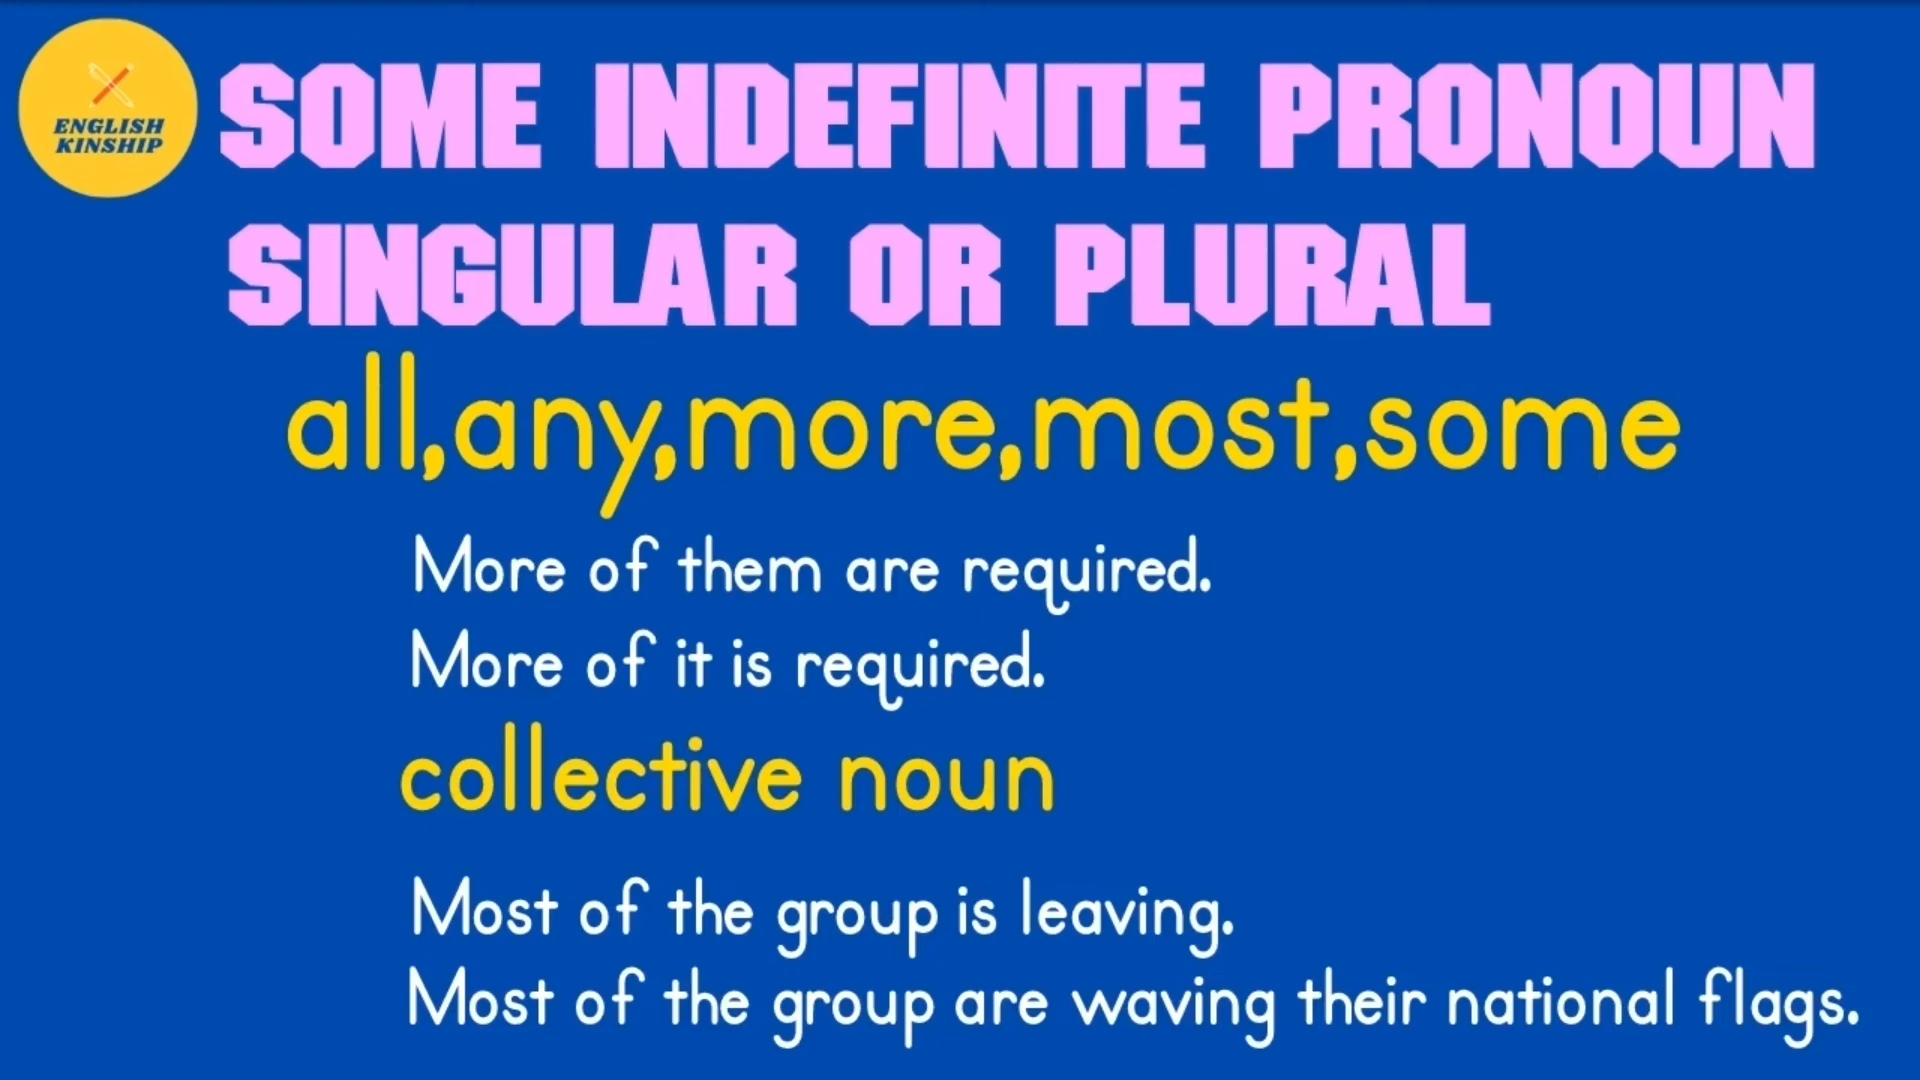 ENGLISH
KINSHIP
SOME INDEFINITE PRONOUN
SINGULAR OR PLURAL
all,any,more,most,some
More of them are required.
More of it is required.
collective noun
Most of the group is leaving.
Most of the group are waving their national flags.